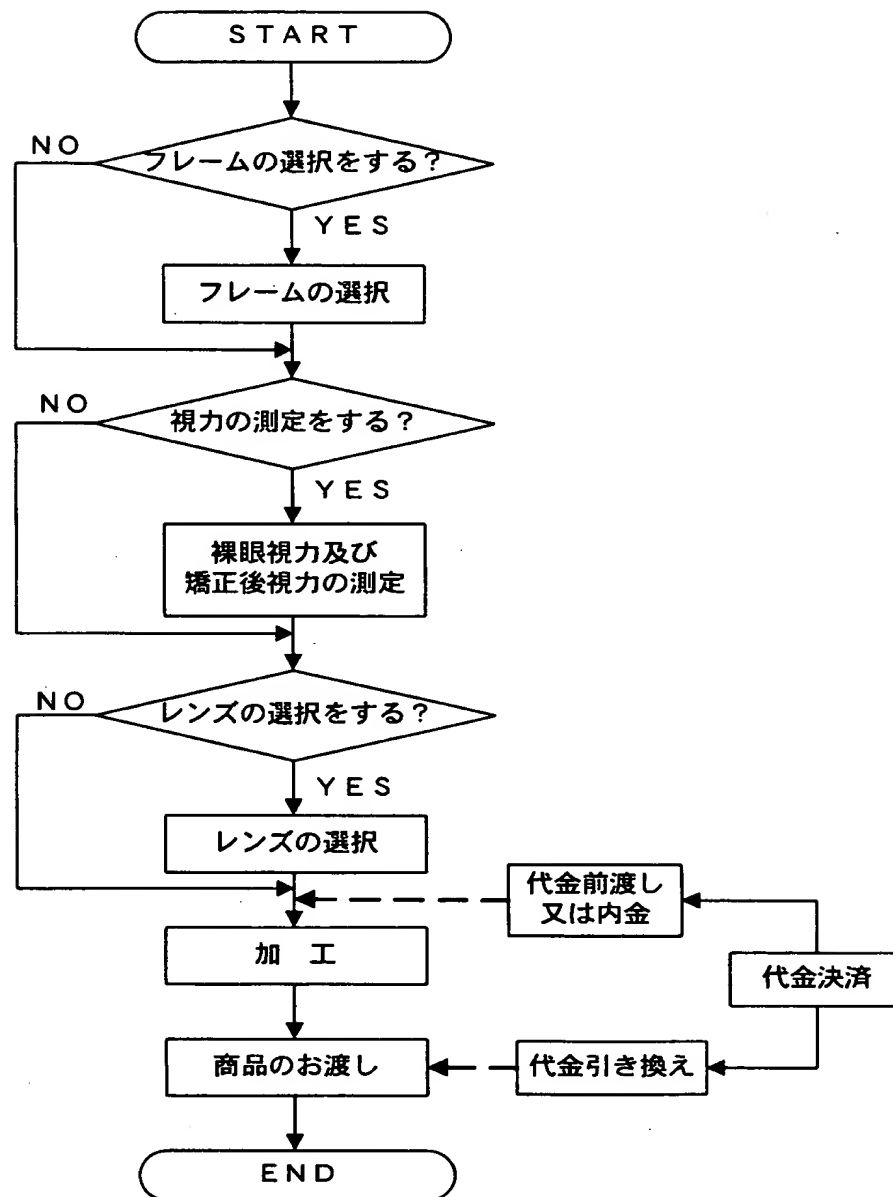 START
フレームの選択をする？
NO
YES
フレームの選択
視力の測定をする？
NO
YES
裸眼視力及び
矯正後視力の測定
レンズの選択をする？
NO
YES
レンズの選択
代金前渡し
又は内金
加 工
代金決済
商品のお渡し
代金引き換え
END